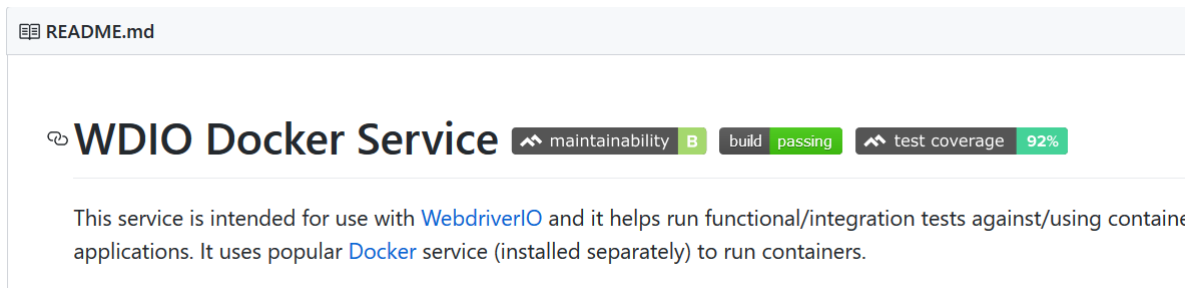 README.md
WDIO Docker Service maintainability B build passing test coverage 92%
This service is intended for use with WebdriverIO and it helps run functional/integration tests against/using
applications. It uses popular Docker service (installed separately) to run containers.